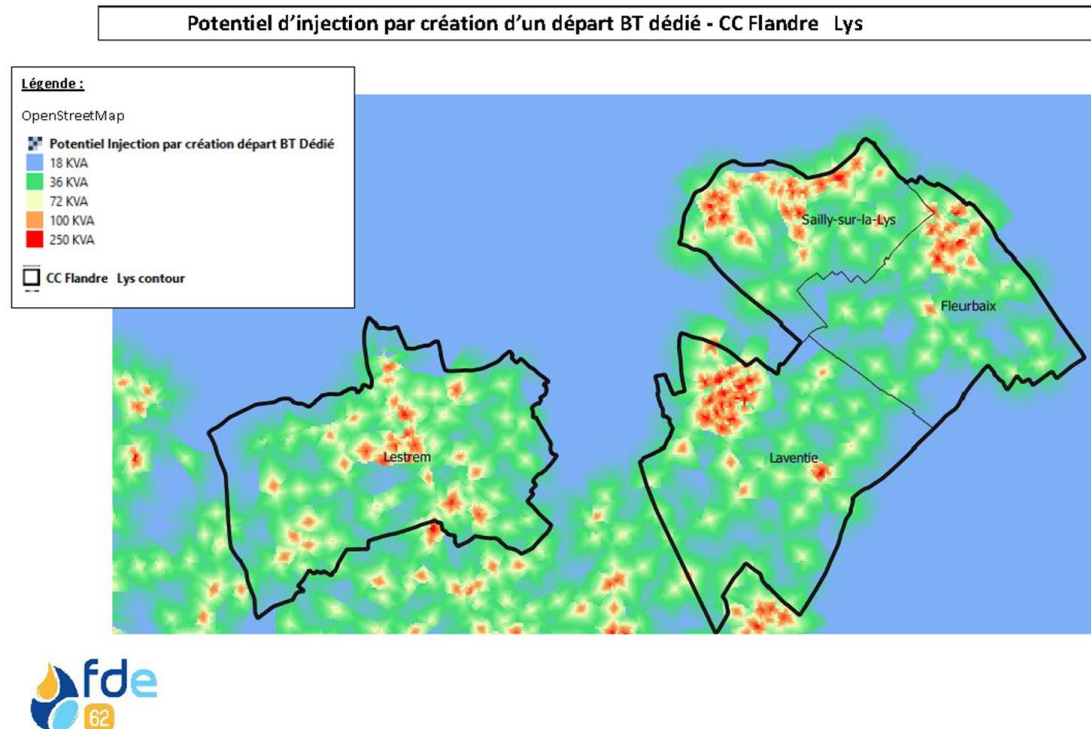 Potentiel d'injection par création d'un départ BT dédié - CC Flandre Lys
Légende :
OpenStreetMap
Potentiel Injection par création départ BT Dédié
18 KVA
36 KVA
72 KVA
100 KVA
250 KVA
CC Flandre Lys contour
Sailly-sur-la-Lys
Fleurbaix
Lestrem
Laventie
fde
62